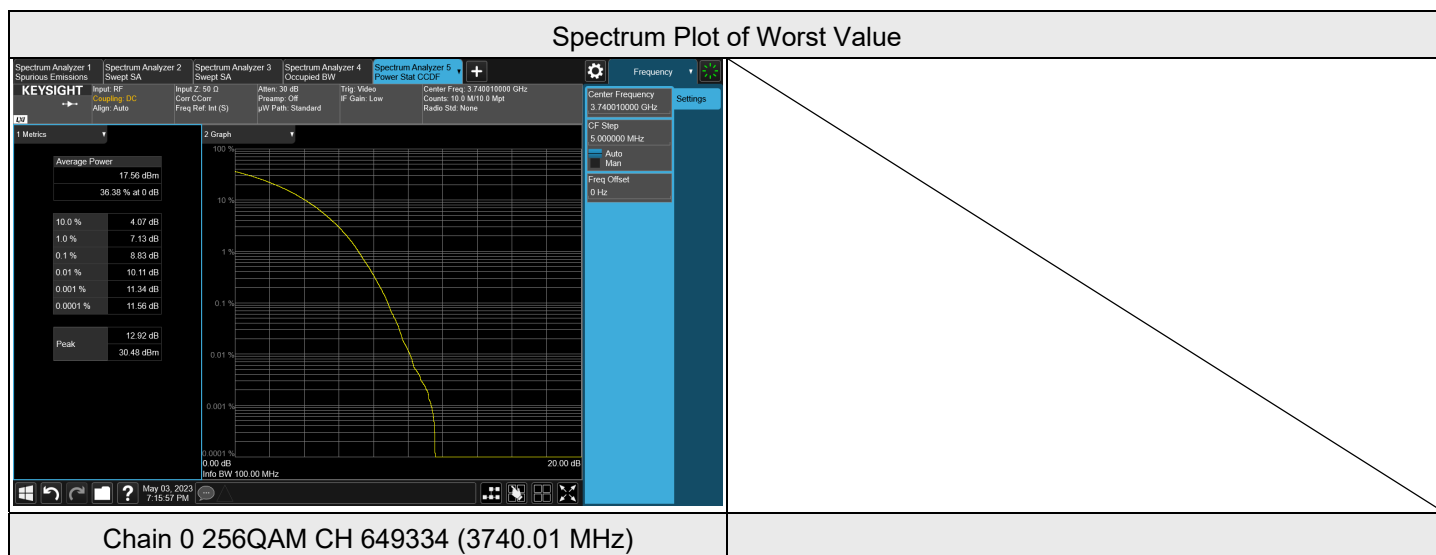 Spectrum Plot of Worst Value
Spectrum Analyzer 1
Spurious Emissions
Spectrum Analyzer 2
Swept SA
Spectrum Analyzer 3
Swept SA
Spectrum Analyzer 4
Occupied BW
Spectrum Analyzer 5
Power Stat CCDF
Frequency
KEYSIGHT
Input: RF
Coupling: DC
Align: Auto
Input Z: 50 Ω
Corr CCorr
Freq Ref: Int (S)
Atten: 30 dB
Preamp: Off
µW Path: Standard
Trig: Video
IF Gain: Low
Center Freq: 3.740010000 GHz
Counts: 10.0 M/10.0 Mpt
Radio Std: None
LXI
Center Frequency
3.740010000 GHz
Settings
CF Step
5.000000 MHz
Auto
Man
Freq Offset
0 Hz
1 Metrics
Average Power
17.56 dBm
36.38 % at 0 dB
10.0 % 4.07 dB
1.0 % 7.13 dB
0.1 % 8.83 dB
0.01 % 10.11 dB
0.001 % 11.34 dB
0.0001 % 11.56 dB
Peak
12.92 dB
30.48 dBm
2 Graph
100 %
10 %
1 %
0.1 %
0.01 %
0.001 %
0.0001 %
0.00 dB
20.00 dB
Info BW 100.00 MHz
May 03, 2023
7:15:57 PM
Chain 0 256QAM CH 649334 (3740.01 MHz)